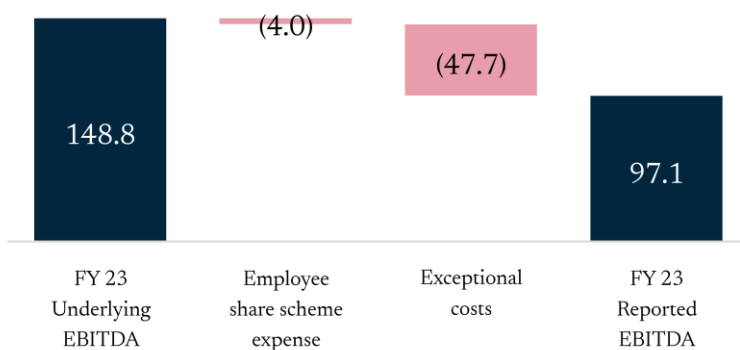 148.8
(4.0)
(47.7)
97.1
FY 23
Underlying
EBITDA
Employee
share scheme
expense
Exceptional
costs
FY 23
Reported
EBITDA